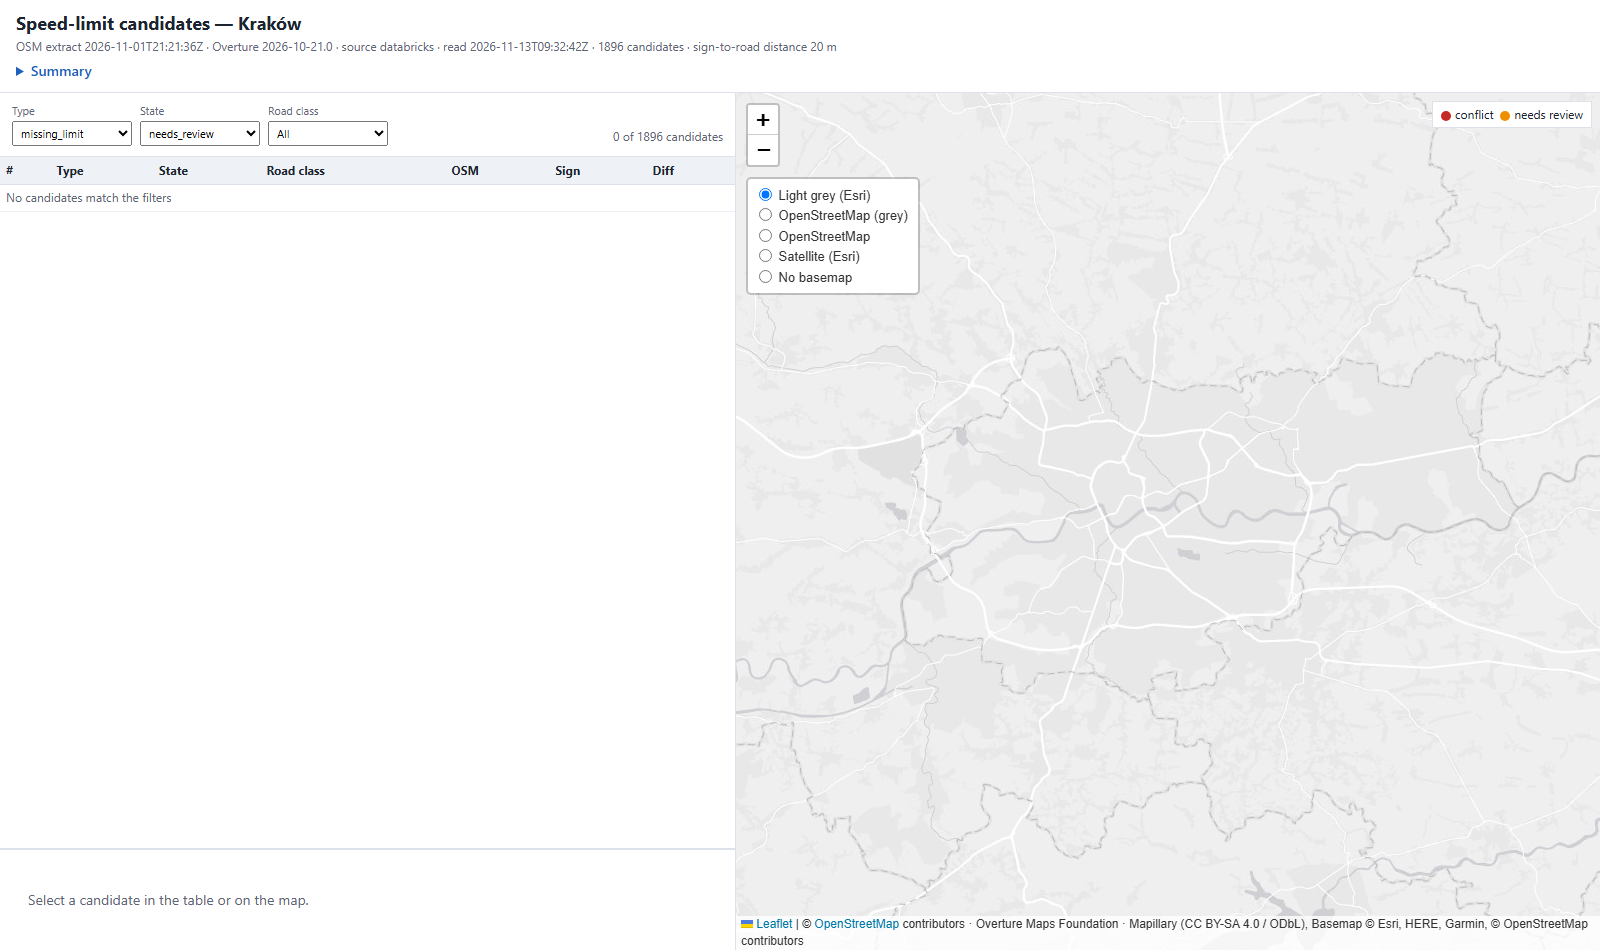 Speed-limit candidates — Kraków
OSM extract 2026-11-01T21:21:36Z · Overture 2026-10-21.0 · source databricks · read 2026-11-13T09:32:42Z · 1896 candidates · sign-to-road distance 20 m
▶ Summary
Type State Road class
missing_limit needs_review All 0 of 1896 candidates
# Type State Road class OSM Sign Diff
No candidates match the filters
Select a candidate in the table or on the map.
+
−
conflict needs review
Light grey (Esri)
OpenStreetMap (grey)
OpenStreetMap
Satellite (Esri)
No basemap
Leaflet | © OpenStreetMap contributors · Overture Maps Foundation · Mapillary (CC BY-SA 4.0 / ODbL), Basemap © Esri, HERE, Garmin, © OpenStreetMap
contributors